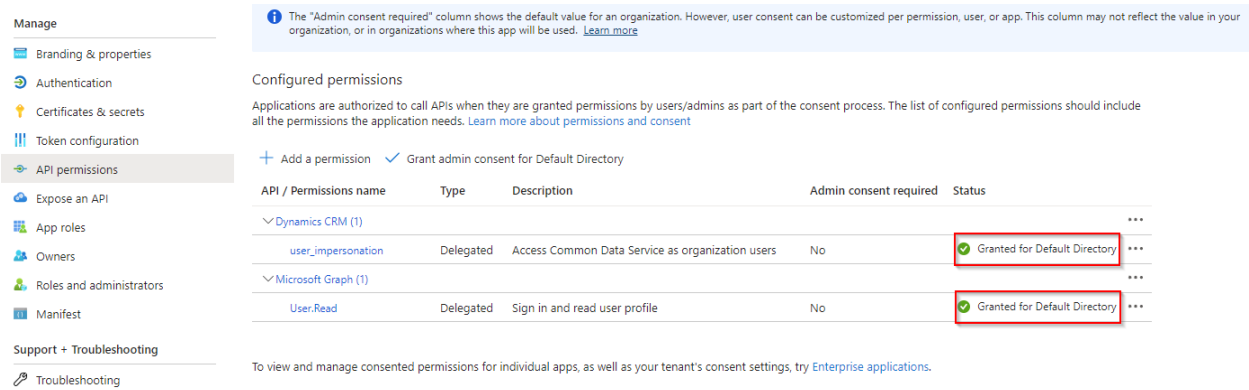 Manage
Branding & properties
Authentication
Certificates & secrets
Token configuration
API permissions
Expose an API
App roles
Owners
Roles and administrators
Manifest
Support + Troubleshooting
Troubleshooting
The "Admin consent required" column shows the default value for an organization. However, user consent can be customized per permission, user, or app. This column may not reflect the value in your
organization, or in organizations where this app will be used. Learn more
Configured permissions
Applications are authorized to call APIs when they are granted permissions by users/admins as part of the consent process. The list of configured permissions should include
all the permissions the application needs. Learn more about permissions and consent
Add a permission Grant admin consent for Default Directory
API / Permissions name Type Description Admin consent required Status
Dynamics CRM (1)
user_impersonation Delegated Access Common Data Service as organization users No Granted for Default Directory
Microsoft Graph (1)
User.Read Delegated Sign in and read user profile No Granted for Default Directory
To view and manage consented permissions for individual apps, as well as your tenant's consent settings, try Enterprise applications.